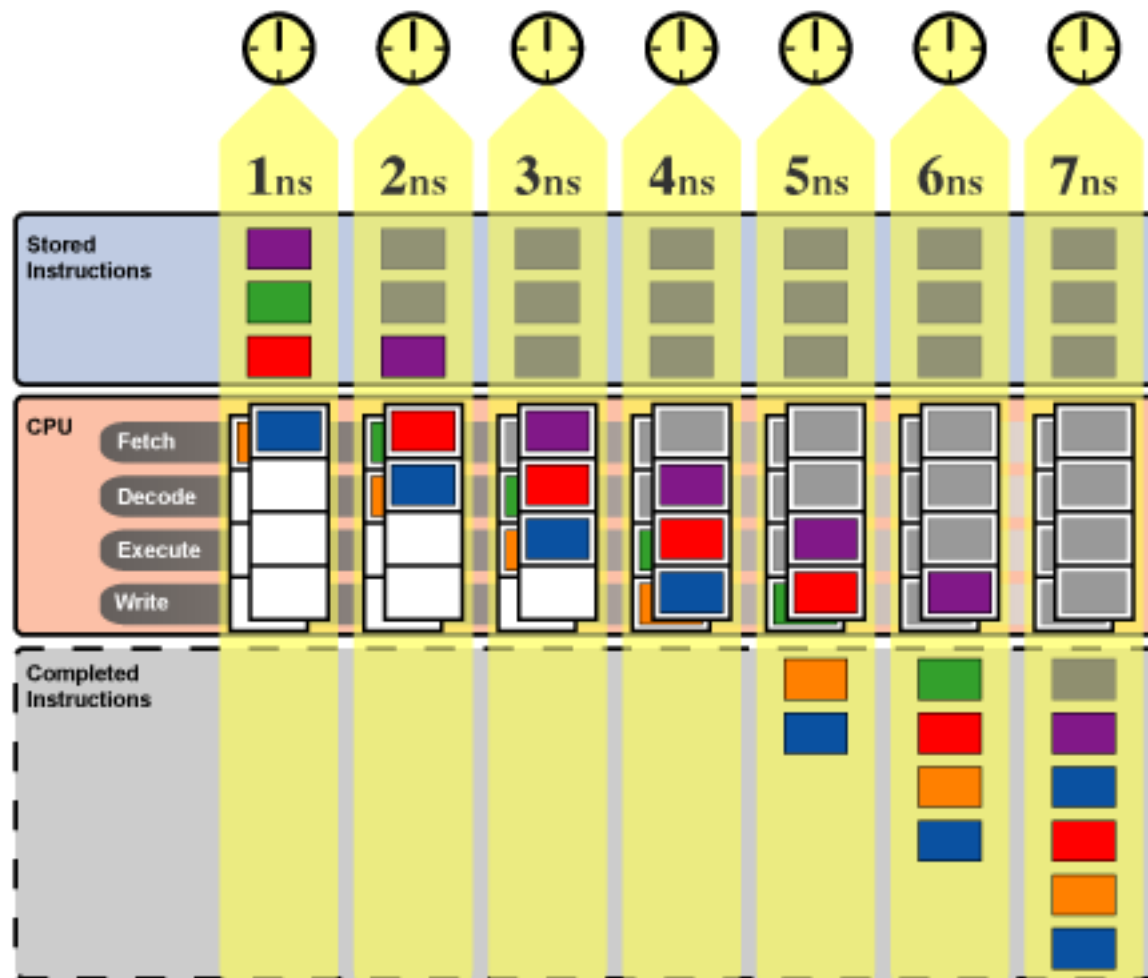 1ns 2ns 3ns 4ns 5ns 6ns 7ns
Stored
Instructions
CPU
Fetch
Decode
Execute
Write
Completed
Instructions